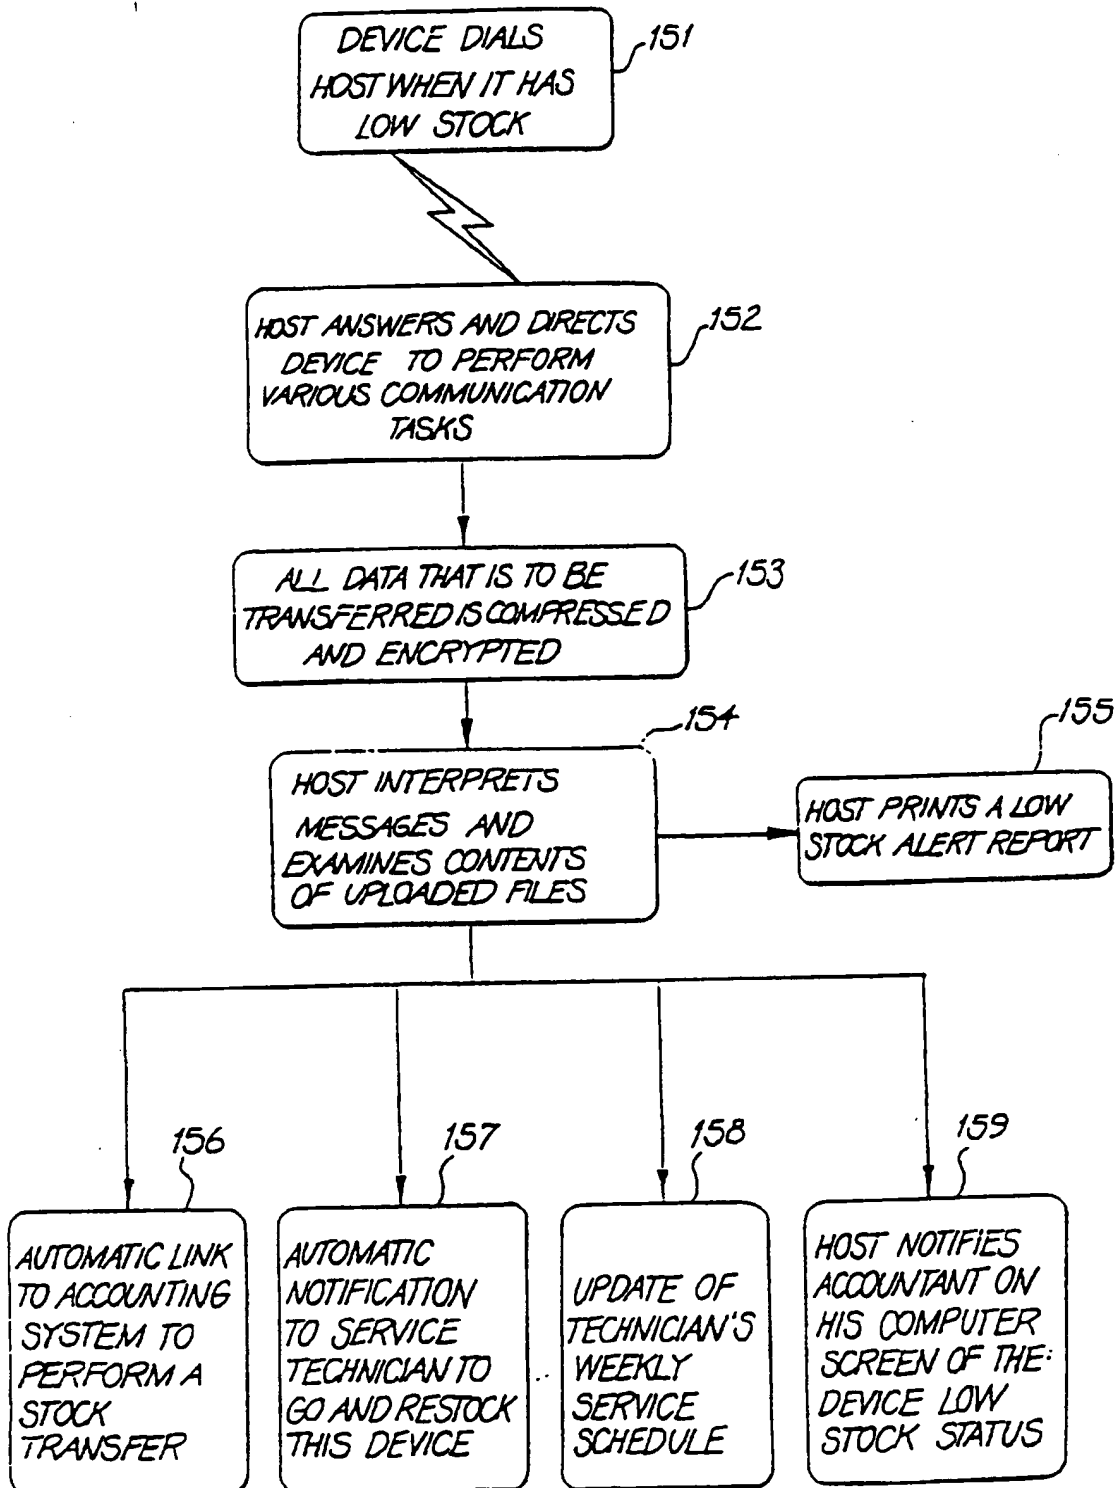 DEVICE DIALS
HOST WHEN IT HAS
LOW STOCK
151
HOST ANSWERS AND DIRECTS
DEVICE TO PERFORM
VARIOUS COMMUNICATION
TASKS
152
ALL DATA THAT IS TO BE
TRANSFERRED IS COMPRESSED
AND ENCRYPTED
153
HOST INTERPRETS
MESSAGES AND
EXAMINES CONTENTS
OF UPLOADED FILES
154
HOST PRINTS A LOW
STOCK ALERT REPORT
155
156
AUTOMATIC LINK
TO ACCOUNTING
SYSTEM TO
PERFORM A
STOCK
TRANSFER
157
AUTOMATIC
NOTIFICATION
TO SERVICE
TECHNICIAN TO
GO AND RESTOCK
THIS DEVICE
158
UPDATE OF
TECHNICIAN'S
WEEKLY
SERVICE
SCHEDULE
159
HOST NOTIFIES
ACCOUNTANT ON
HIS COMPUTER
SCREEN OF THE:
DEVICE LOW
STOCK STATUS